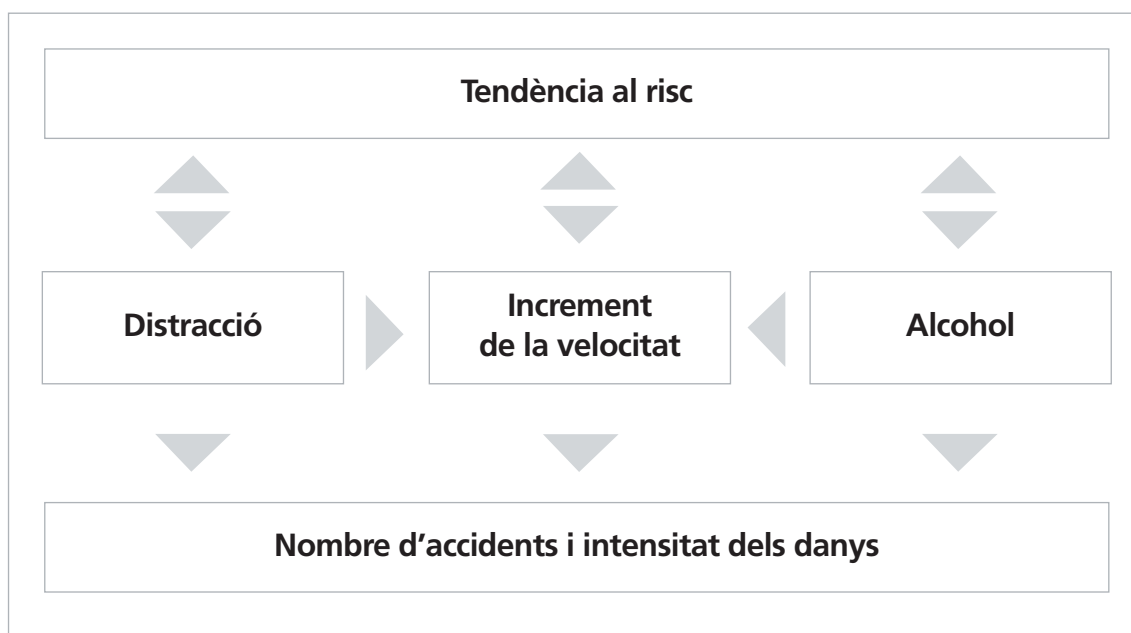 Tendència al risc
Distracció
Increment
de la velocitat
Alcohol
Nombre d’accidents i intensitat dels danys